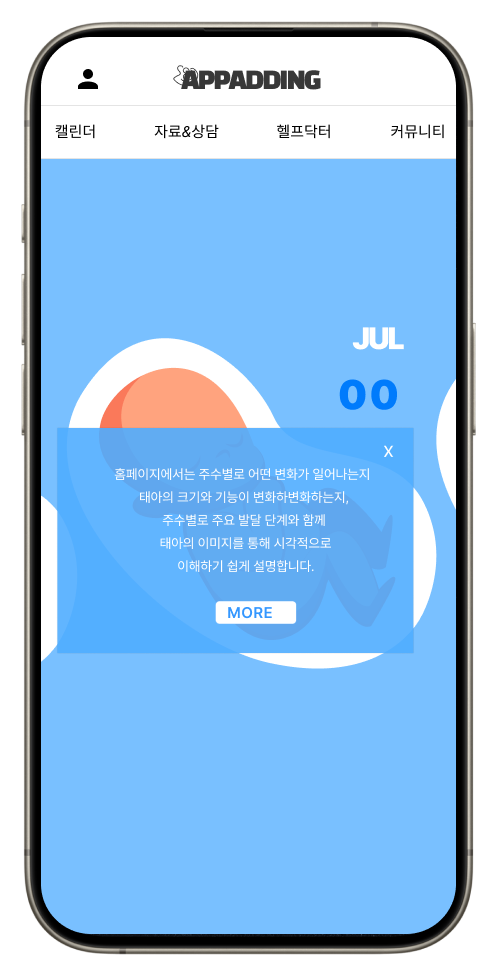 APPADDING
캘린더 자료&상담 헬프닥터 커뮤니티
JUL
00
X
홈페이지에서는 주수별로 어떤 변화가 일어나는지
태아의 크기와 기능이 변화하변화하는지,
주수별로 주요 발달 단계와 함께
태아의 이미지를 통해 시각적으로
이해하기 쉽게 설명합니다.
MORE